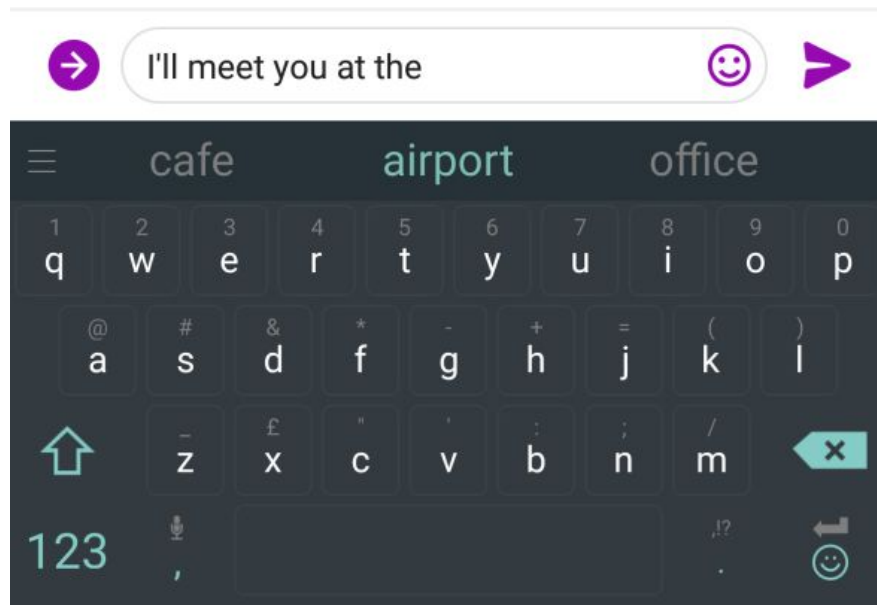 I'll meet you at the
cafe airport office
1 2 3 4 5 6 7 8 9 0
q w e r t y u i o p
@ # & * - + = ( )
a s d f g h j k l
_ £ " ' : ; /
z x c v b n m
,!?
123 , .